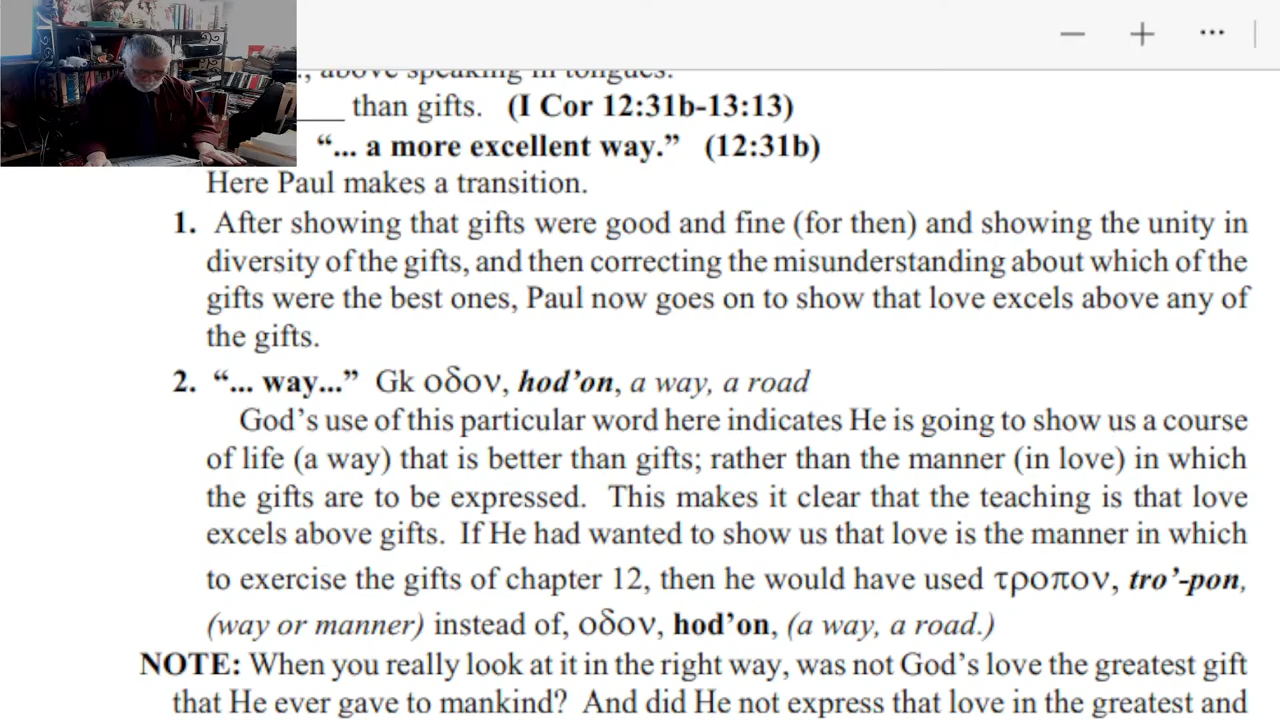 ., above speaking in tongues.
____ than gifts. (I Cor 12:31b-13:13)
“... a more excellent way.” (12:31b)
Here Paul makes a transition.
1. After showing that gifts were good and fine (for then) and showing the unity in
diversity of the gifts, and then correcting the misunderstanding about which of the
gifts were the best ones, Paul now goes on to show that love excels above any of
the gifts.
2. “... way...” Gk οδον, hod’on, a way, a road
God’s use of this particular word here indicates He is going to show us a course
of life (a way) that is better than gifts; rather than the manner (in love) in which
the gifts are to be expressed. This makes it clear that the teaching is that love
excels above gifts. If He had wanted to show us that love is the manner in which
to exercise the gifts of chapter 12, then he would have used τροπον, tro’-pon,
(way or manner) instead of, οδον, hod’on, (a way, a road.)
NOTE: When you really look at it in the right way, was not God’s love the greatest gift
that He ever gave to mankind? And did He not express that love in the greatest and